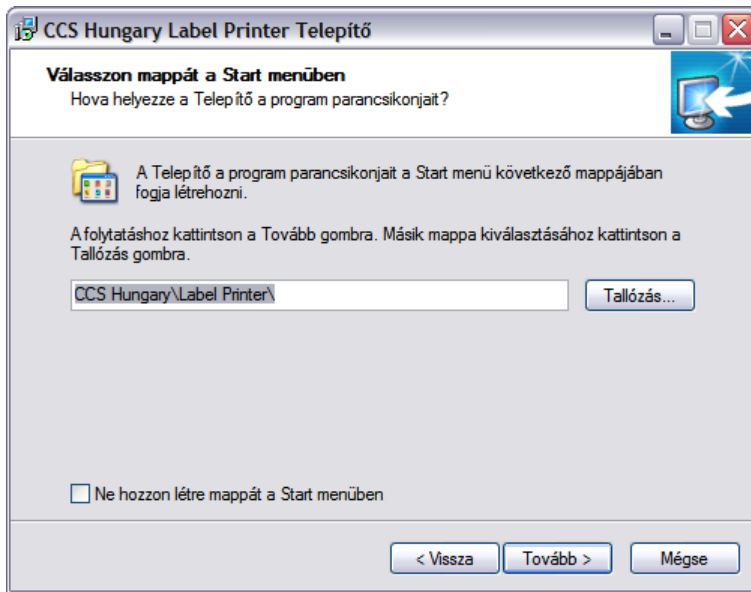 CCS Hungary Label Printer Telepítő
Válasszon mappát a Start menüben
Hova helyezze a Telepítő a program parancsikonjait?
A Telepítő a program parancsikonjait a Start menü következő mappájában
fogja létrehozni.
A folytatáshoz kattintson a Tovább gombra. Másik mappa kiválasztásához kattintson a
Tallózás gombra.
CCS Hungary\Label Printer\
Tallózás...
Ne hozzon létre mappát a Start menüben
< Vissza
Tovább >
Mégse